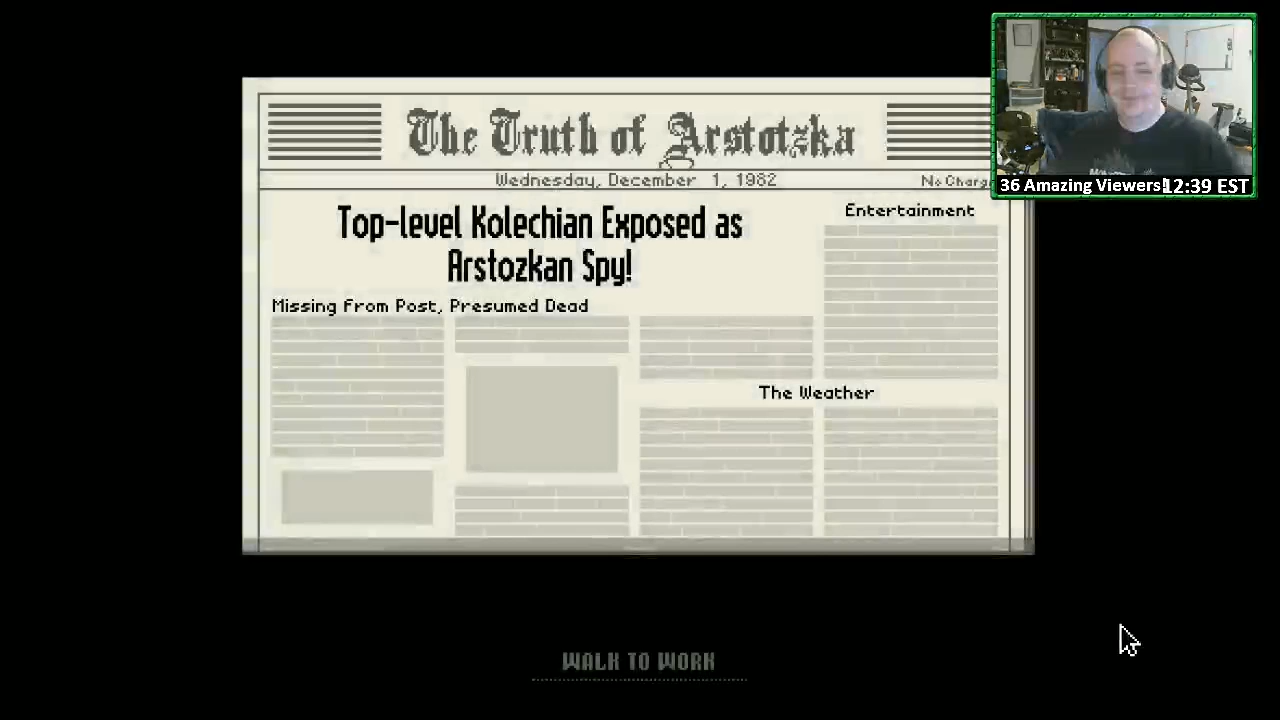 The Truth of Arstotzka
Wednesday, December 1, 1982
No Charge
Top-level Kolechian Exposed as
Arstozkan Spy!
Missing From Post, Presumed Dead
Entertainment
The Weather
WALK TO WORK
36 Amazing Viewers!
12:39 EST